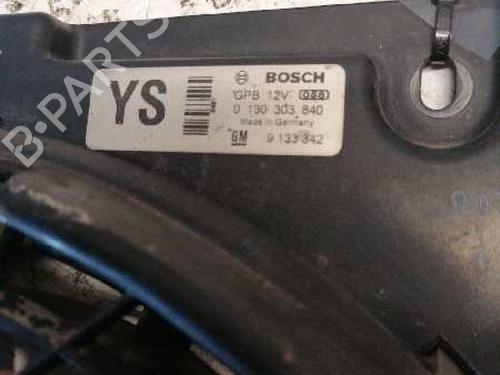 YS
BOSCH
GPB 12V
0 130 303 840
Made in Germany
GM 9 133 342
B-PARTS